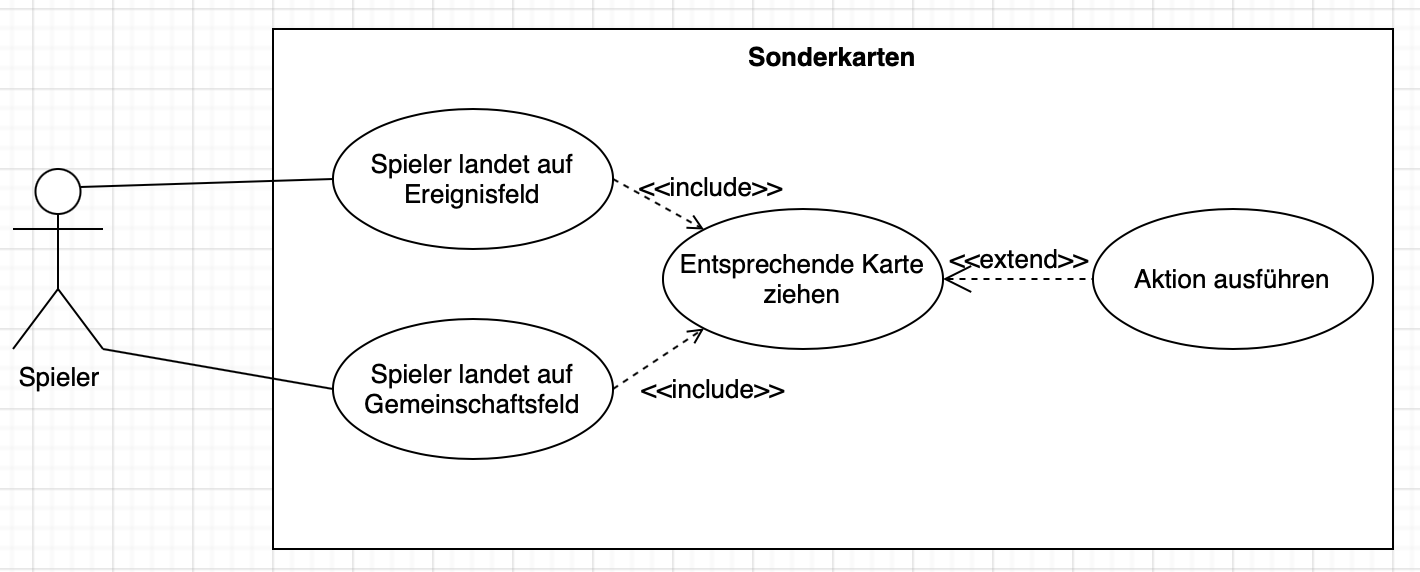 Sonderkarten
Spieler landet auf
Ereignisfeld
<<include>>
Entsprechende Karte
ziehen
<<extend>>
Aktion ausführen
Spieler
Spieler landet auf
Gemeinschaftsfeld
<<include>>